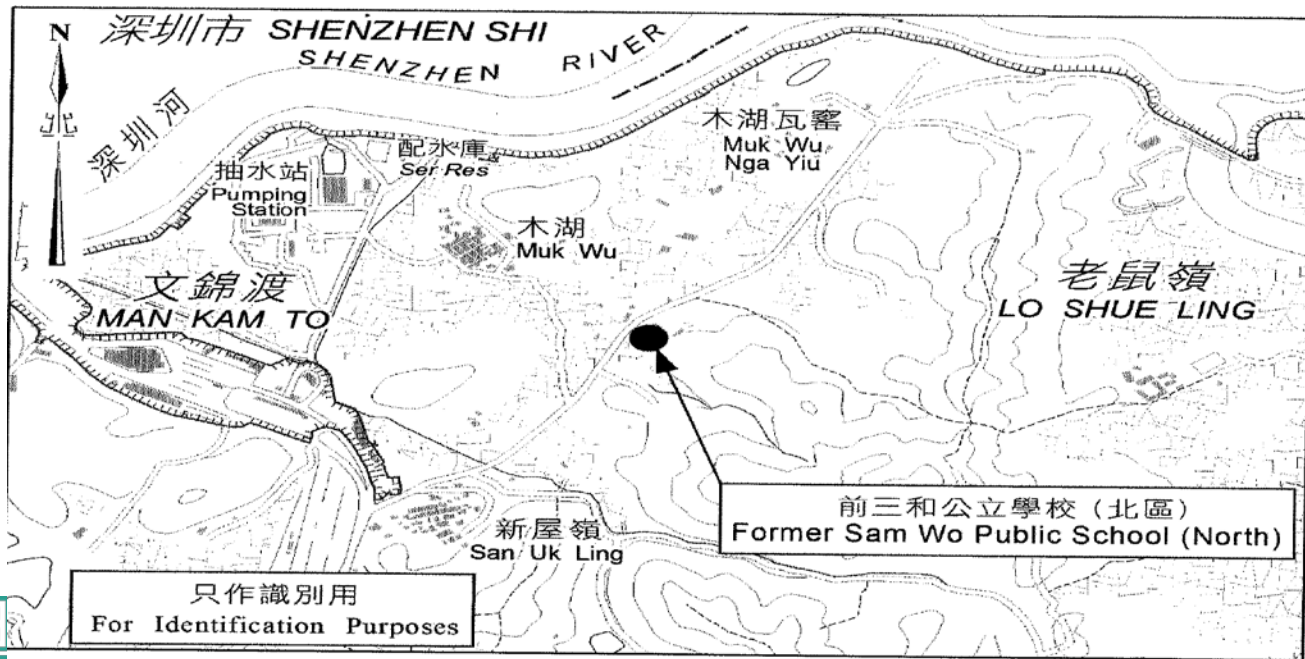 N
深圳市 SHENZHEN SHI
SHENZHEN RIVER
深圳河
抽水站
Pumping
Station
配水庫
Ser Res
木湖瓦窰
Muk Wu
Nga Yiu
木湖
Muk Wu
文錦渡
MAN KAM TO
老鼠嶺
LO SHUE LING
前三和公立學校 (北區)
Former Sam Wo Public School (North)
新屋嶺
San Uk Ling
只作識別用
For Identification Purposes